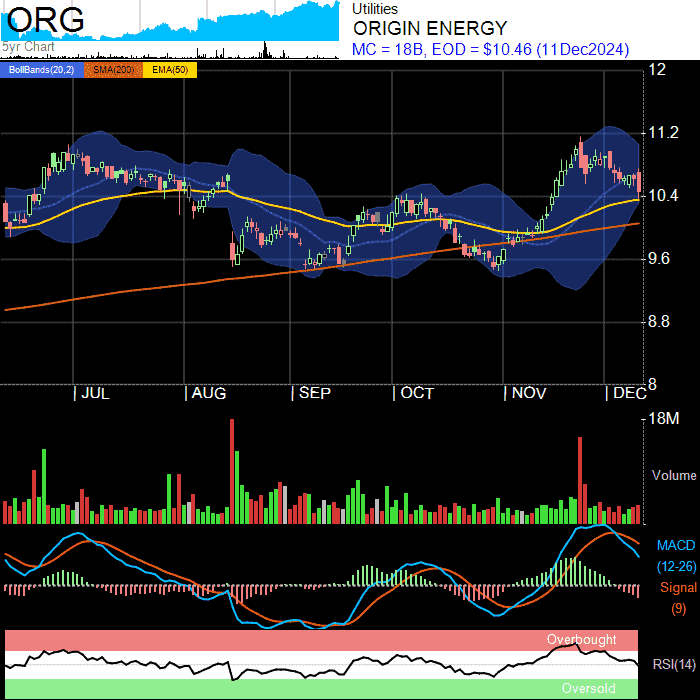 ORG
5yr Chart
Utilities
ORIGIN ENERGY
MC = 18B, EOD = $10.46 (11Dec2024)
BollBands(20,2) SMA(200) EMA(50)
12
11.2
10.4
9.6
8.8
8
JUL AUG SEP OCT NOV DEC
18M
Volume
MACD
(12-26)
Signal
(9)
Overbought
RSI(14)
Oversold